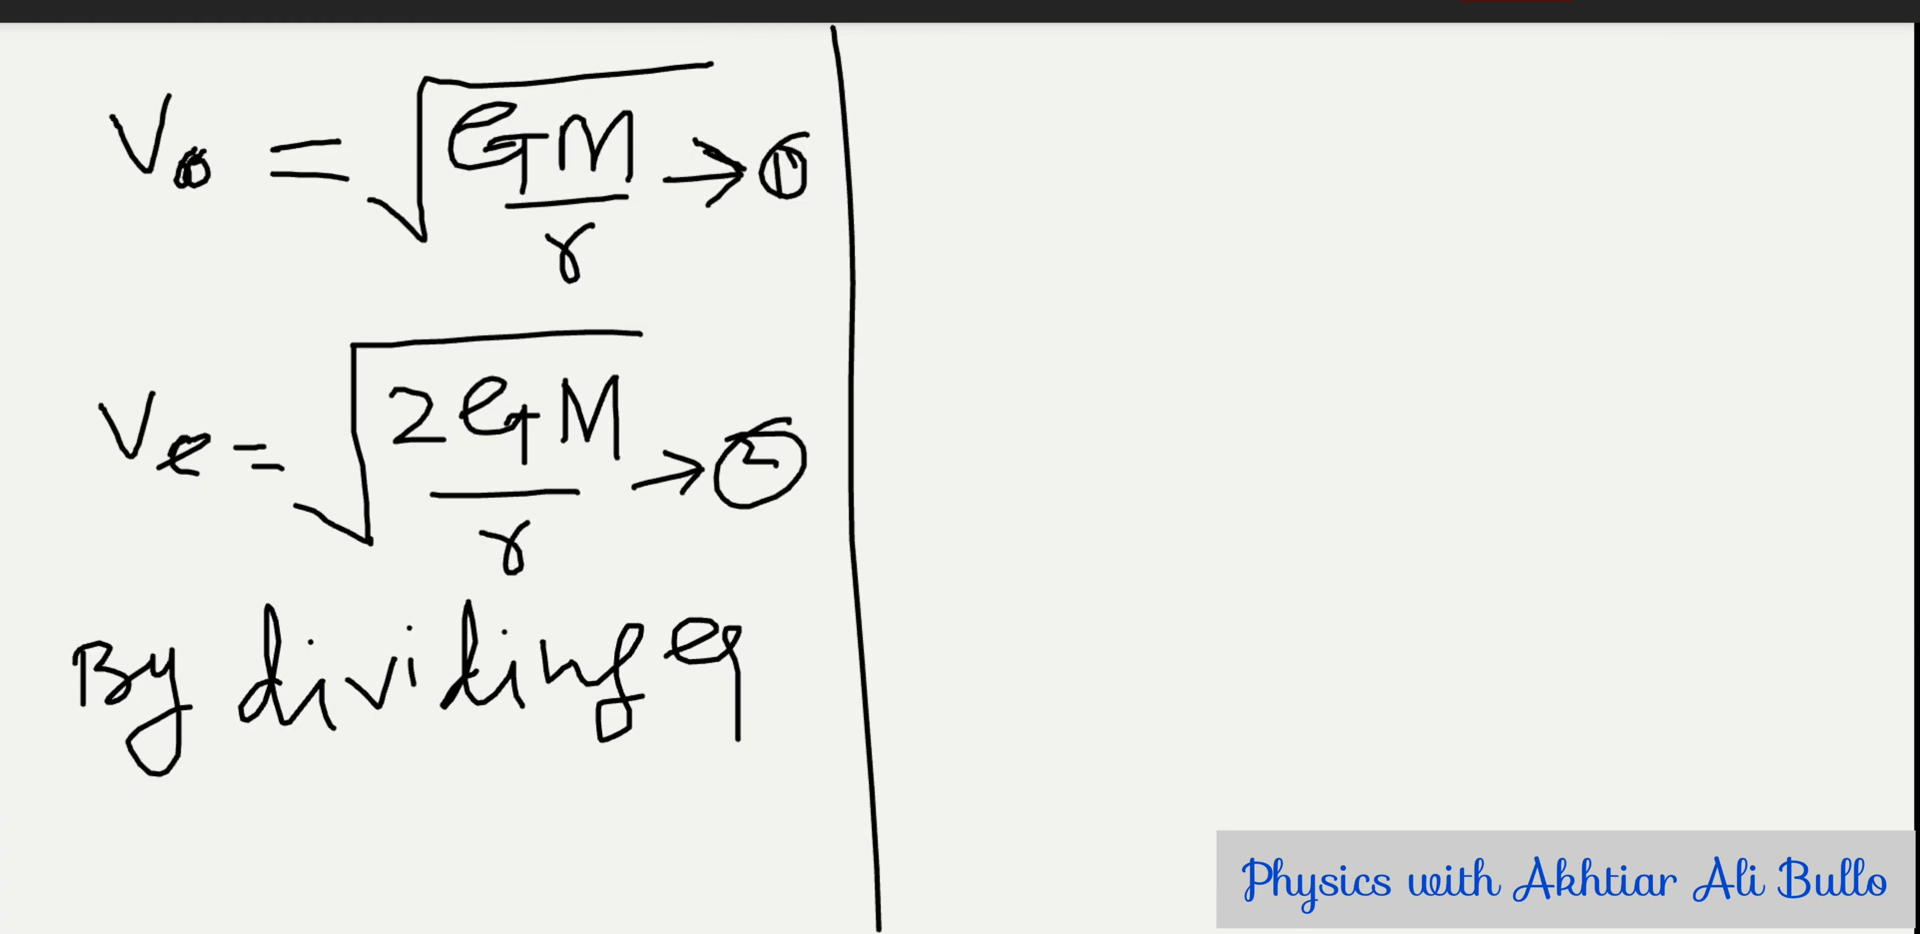 V₀ = √(GM/r) → ①
Vₑ = √(2GM/r) → ②
By dividing eq
Physics with Akhtiar Ali Bullo